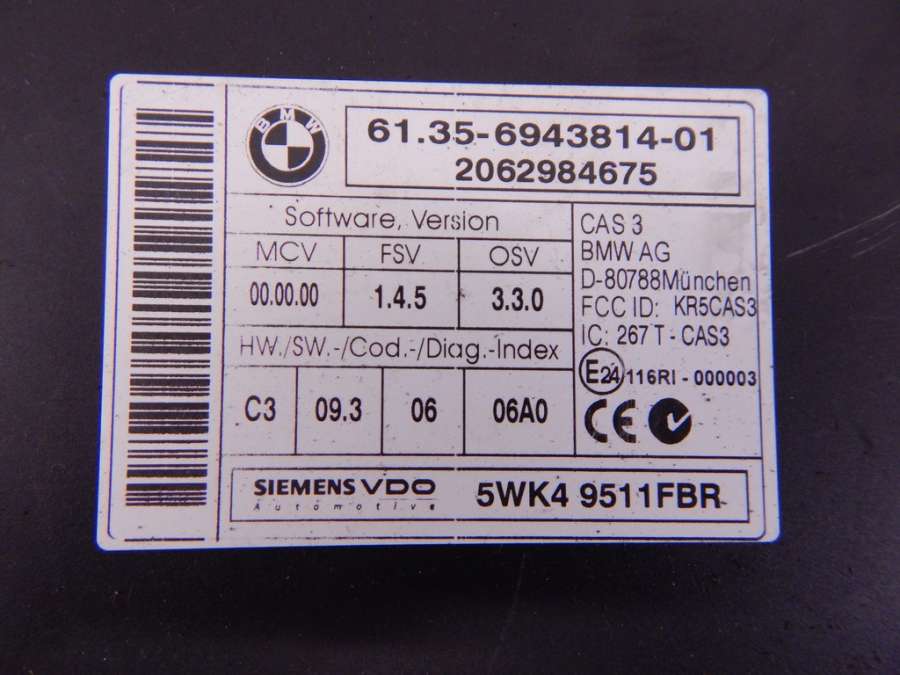 BMW
61.35-6943814-01
2062984675
Software, Version
MCV FSV OSV
00.00.00 1.4.5 3.3.0
HW./SW.-/Cod.-/Diag.-Index
C3 09.3 06 06A0
CAS 3
BMW AG
D-80788München
FCC ID: KR5CAS3
IC: 267 T - CAS3
E24 116RI - 000003
CE
SIEMENS VDO
Automotive
5WK4 9511FBR